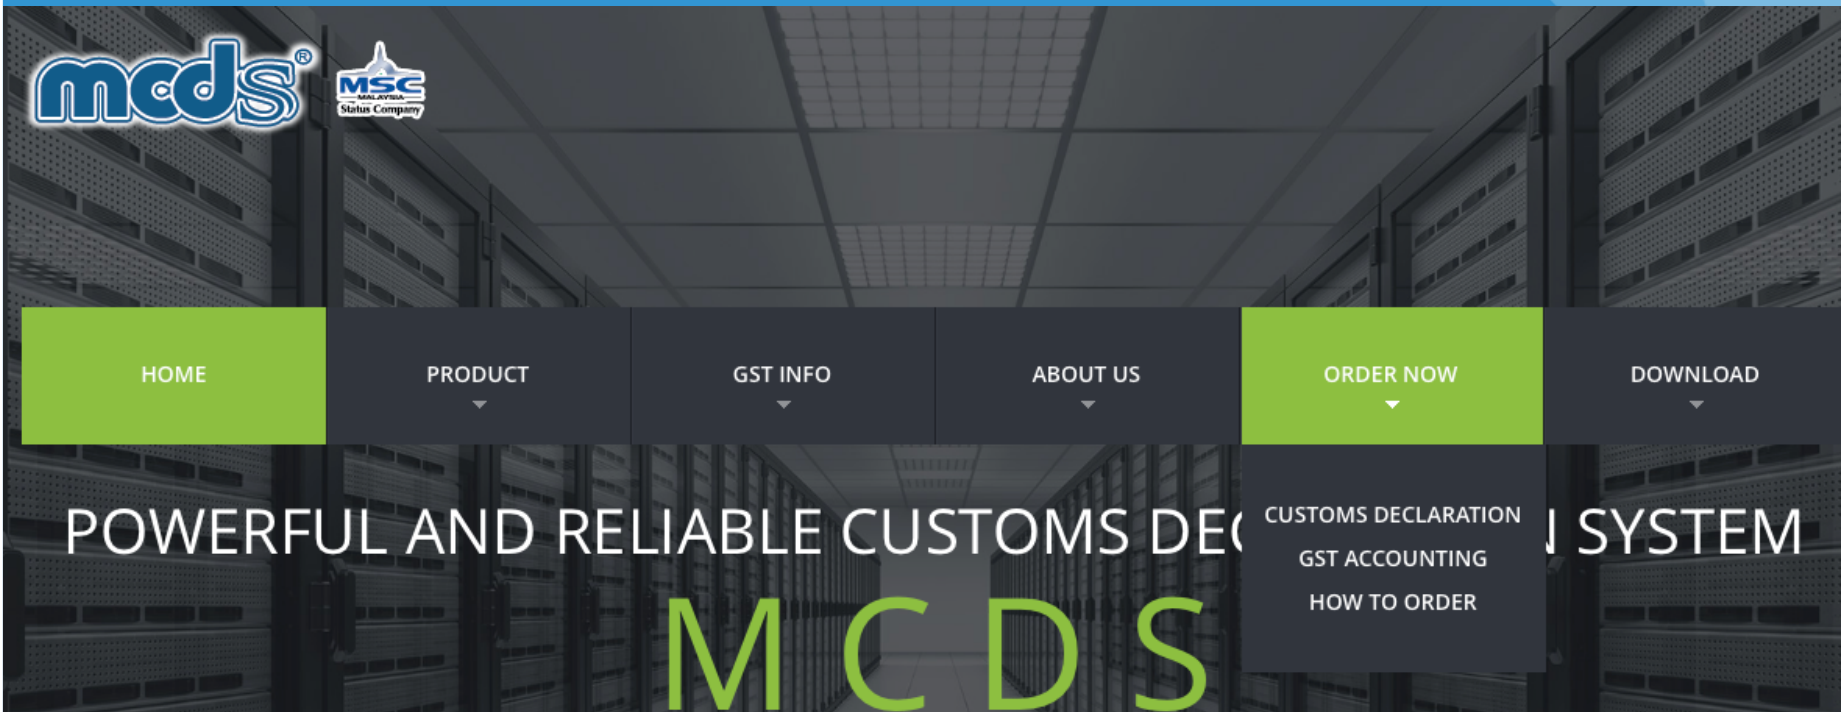 mcds®
MSC
MALAYSIA
Status Company
HOME
PRODUCT
GST INFO
ABOUT US
ORDER NOW
DOWNLOAD
CUSTOMS DECLARATION
GST ACCOUNTING
HOW TO ORDER
POWERFUL AND RELIABLE CUSTOMS DEC N SYSTEM
MCDS